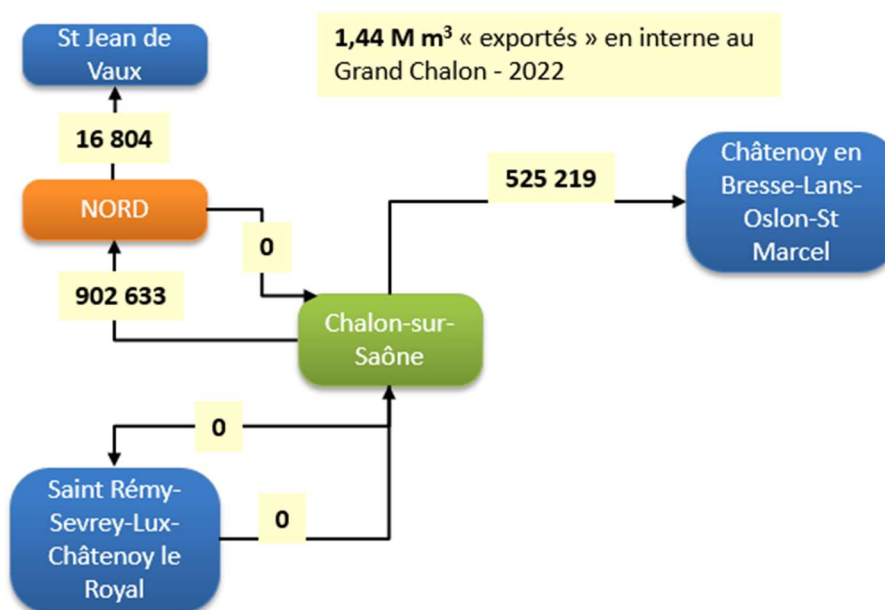 St Jean de
Vaux
1,44 M m³ « exportés » en interne au
Grand Chalon - 2022
16 804
NORD
525 219
Châtenoy en
Bresse-Lans-
Oslon-St
Marcel
0
902 633
Chalon-sur-
Saône
0
Saint Rémy-
Sevrey-Lux-
Châtenoy le
Royal
0